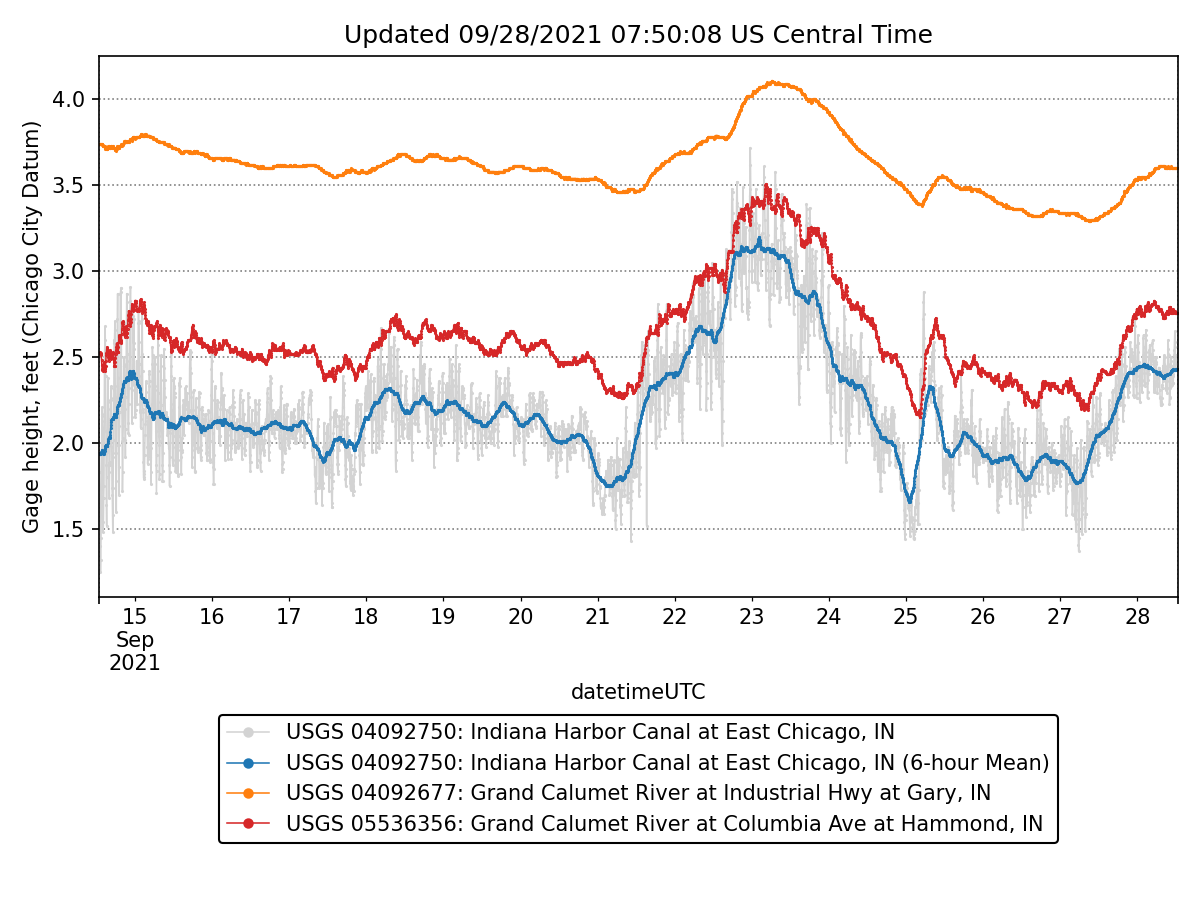 Updated 09/28/2021 07:50:08 US Central Time
Gage height, feet (Chicago City Datum)
4.0
3.5
3.0
2.5
2.0
1.5
15 16 17 18 19 20 21 22 23 24 25 26 27 28
Sep
2021
datetimeUTC
USGS 04092750: Indiana Harbor Canal at East Chicago, IN
USGS 04092750: Indiana Harbor Canal at East Chicago, IN (6-hour Mean)
USGS 04092677: Grand Calumet River at Industrial Hwy at Gary, IN
USGS 05536356: Grand Calumet River at Columbia Ave at Hammond, IN